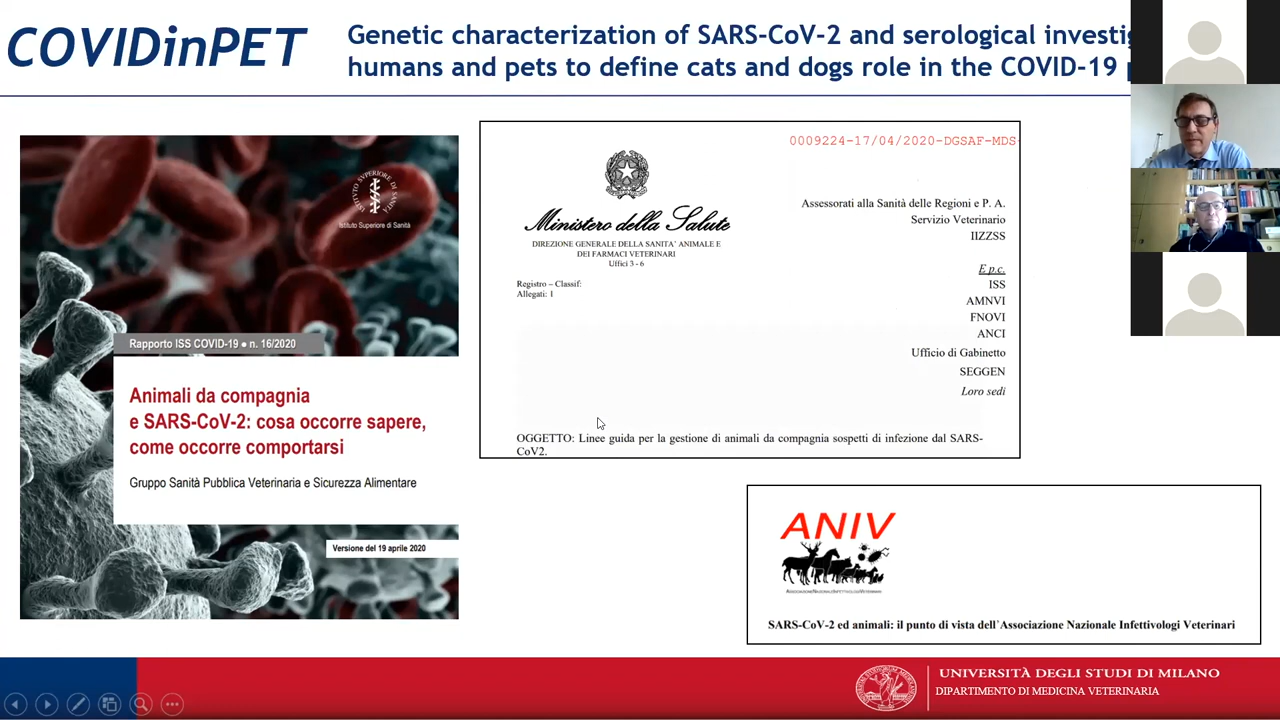 COVIDinPET
Genetic characterization of SARS-CoV-2 and serological
humans and pets to define cats and dogs role in the COVID-19
ISTITUTO SUPERIORE DI SANITÀ
Istituto Superiore di Sanità
Rapporto ISS COVID-19 ● n. 16/2020
Animali da compagnia
e SARS-CoV-2: cosa occorre sapere,
come occorre comportarsi
Gruppo Sanità Pubblica Veterinaria e Sicurezza Alimentare
Versione del 19 aprile 2020
0009224-17/04/2020-DGSAF-MDS-
Ministero della Salute
DIREZIONE GENERALE DELLA SANITA' ANIMALE E
DEI FARMACI VETERINARI
Uffici 3 - 6
Registro – Classif:
Allegati: 1
Assessorati alla Sanità delle Regioni e P. A.
Servizio Veterinario
IIZZSS
E p.c.
ISS
AMNVI
FNOVI
ANCI
Ufficio di Gabinetto
SEGGEN
Loro sedi
OGGETTO: Linee guida per la gestione di animali da compagnia sospetti di infezione dal SARS-
CoV2.
ANIV
SARS-CoV-2 ed animali: il punto di vista dell'Associazione Nazionale Infettivologi Veterinari
UNIVERSITÀ DEGLI STUDI DI MILANO
DIPARTIMENTO DI MEDICINA VETERINARIA